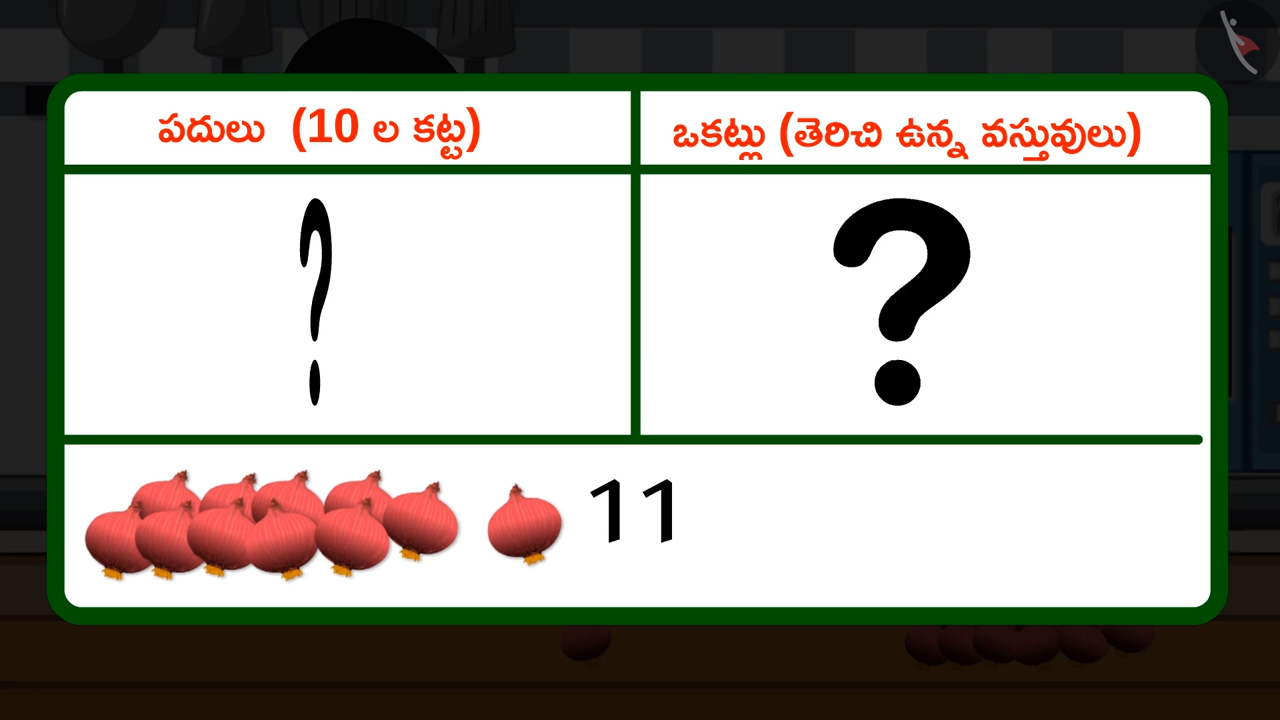 పదులు (10 ల కట్ట)
ఒకట్లు (తెరిచి ఉన్న వస్తువులు)
? ?
11